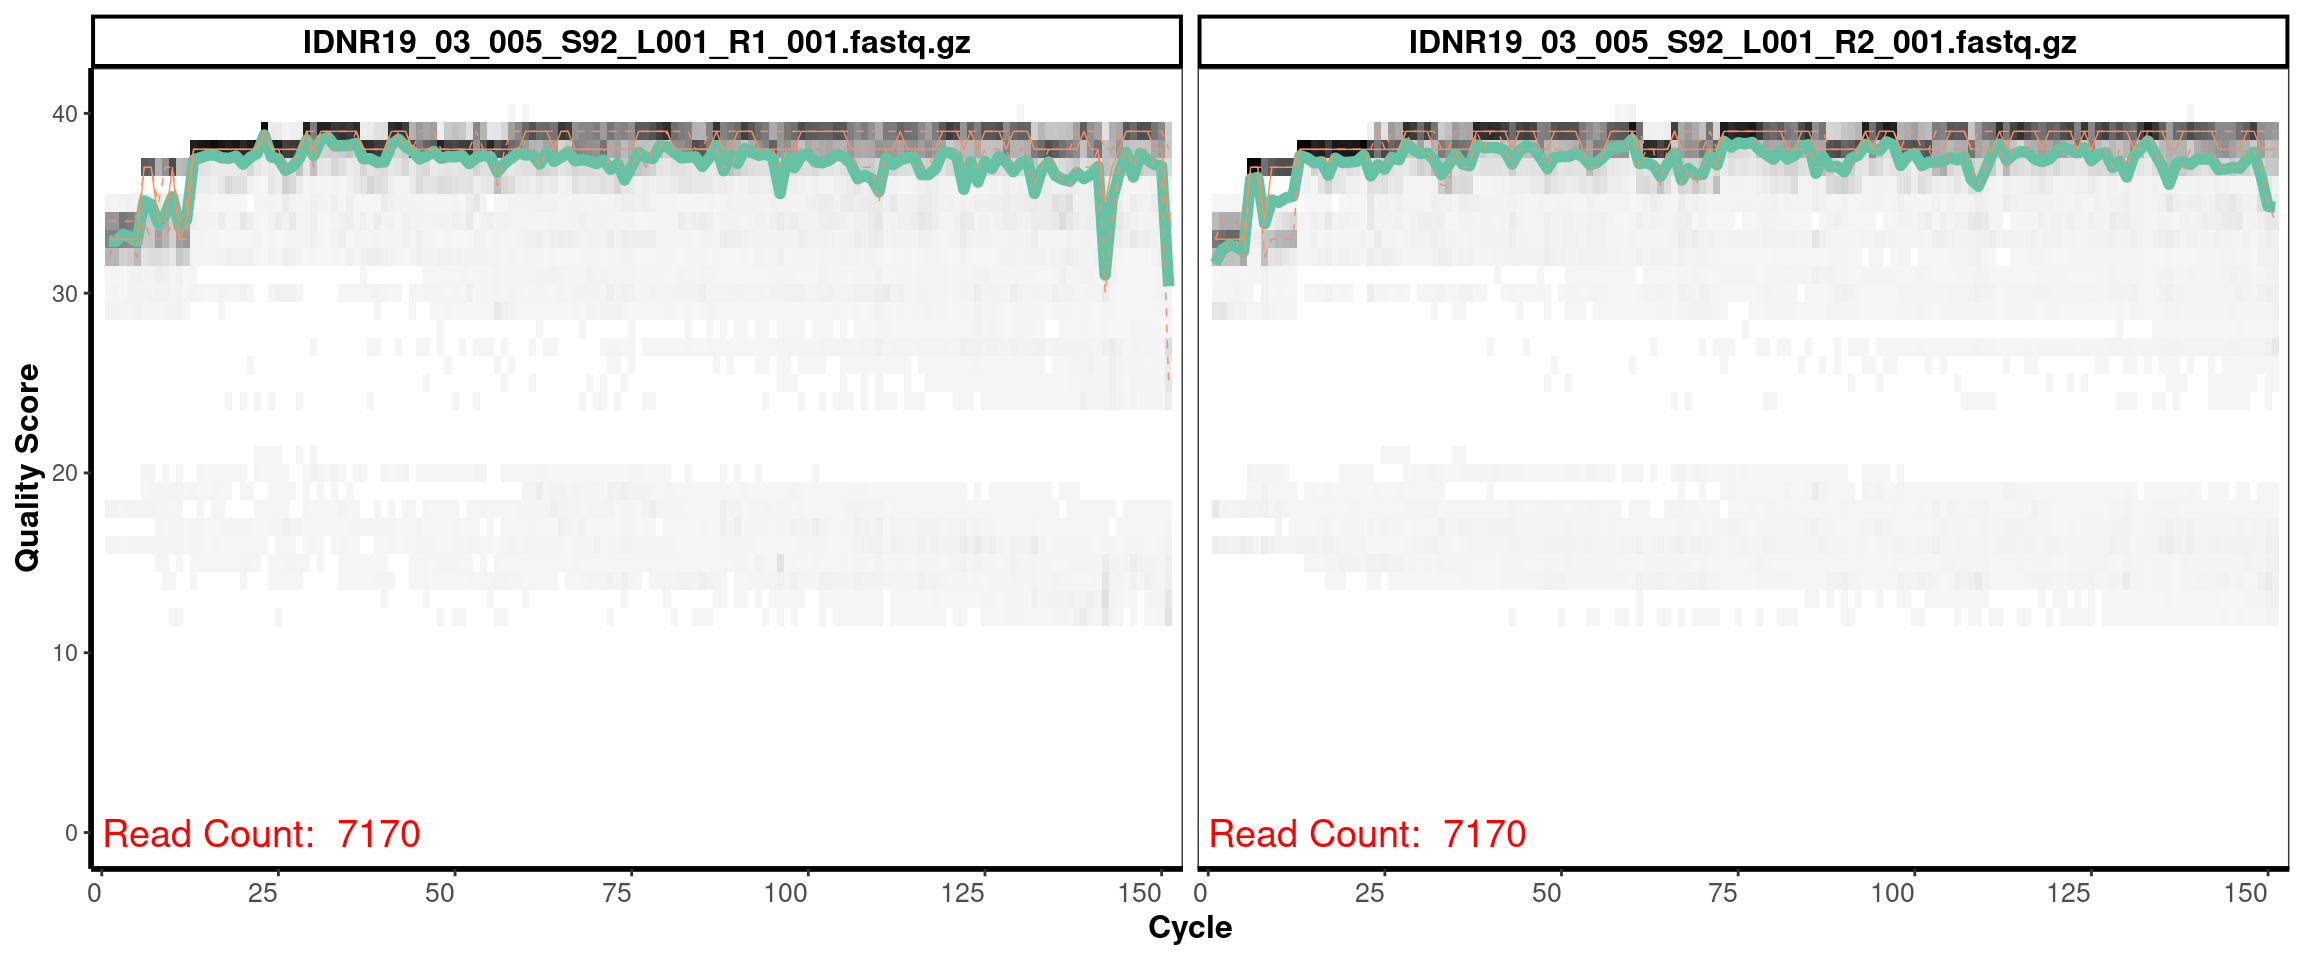 IDNR19_03_005_S92_L001_R1_001.fastq.gz
IDNR19_03_005_S92_L001_R2_001.fastq.gz
Quality Score
40
30
20
10
0
Read Count: 7170
Read Count: 7170
0 25 50 75 100 125 150
0 25 50 75 100 125 150
Cycle